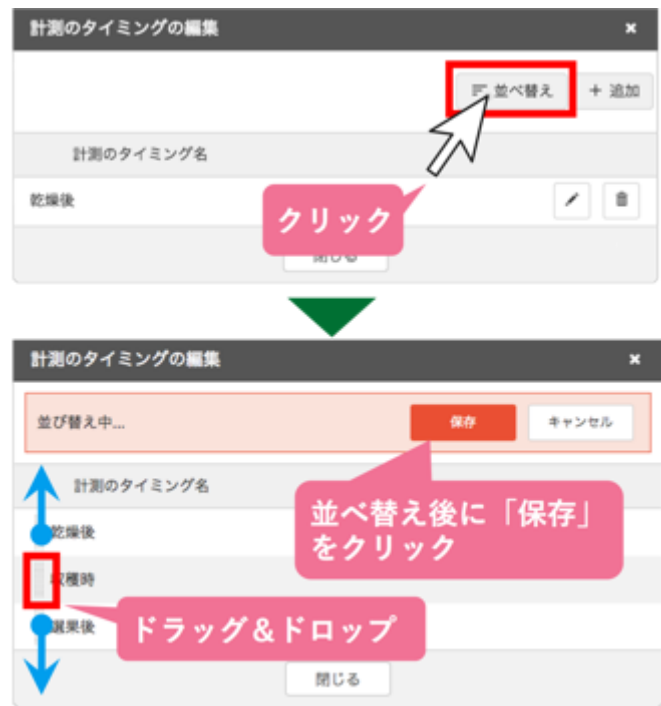 計測のタイミングの編集 ×
並べ替え + 追加
計測のタイミング名
乾燥後
クリック
閉じる
計測のタイミングの編集 ×
並び替え中... 保存 キャンセル
計測のタイミング名
並べ替え後に「保存」
をクリック
乾燥後
収穫時
ドラッグ&ドロップ
選果後
閉じる